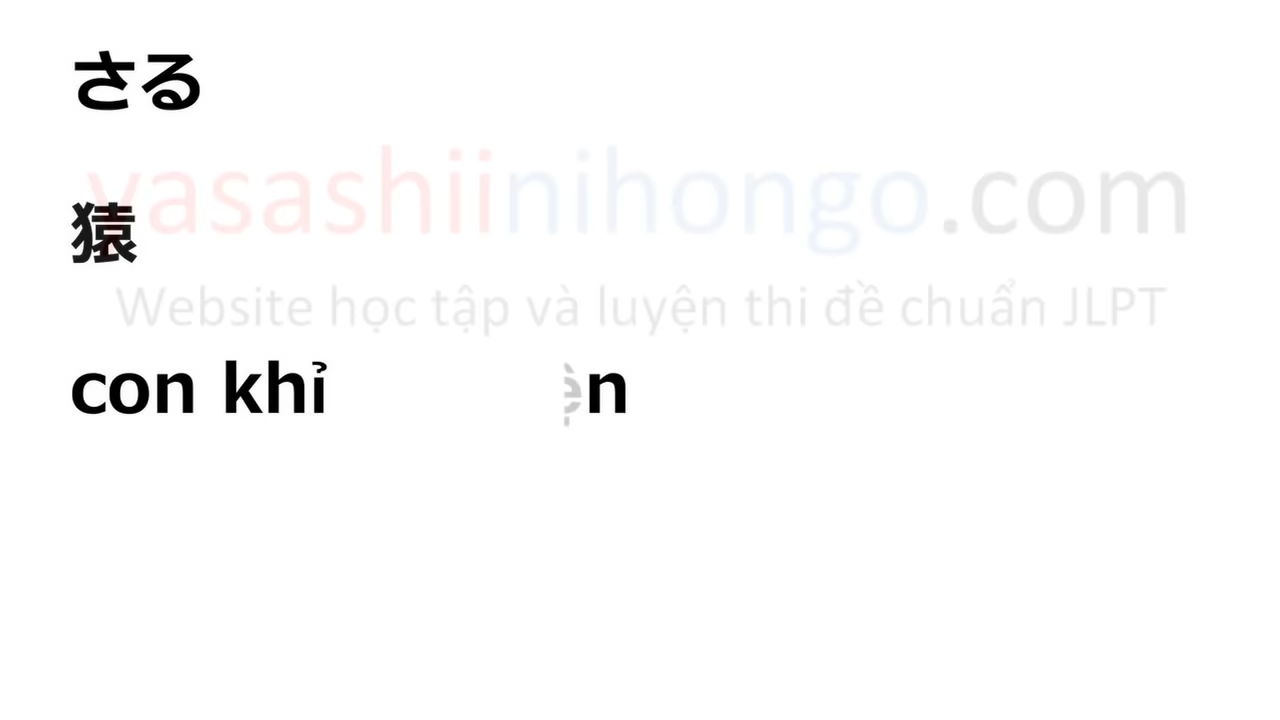 さる
yasashiinihongo.com
猿
Website học tập và luyện thi đề chuẩn JLPT
con khỉ